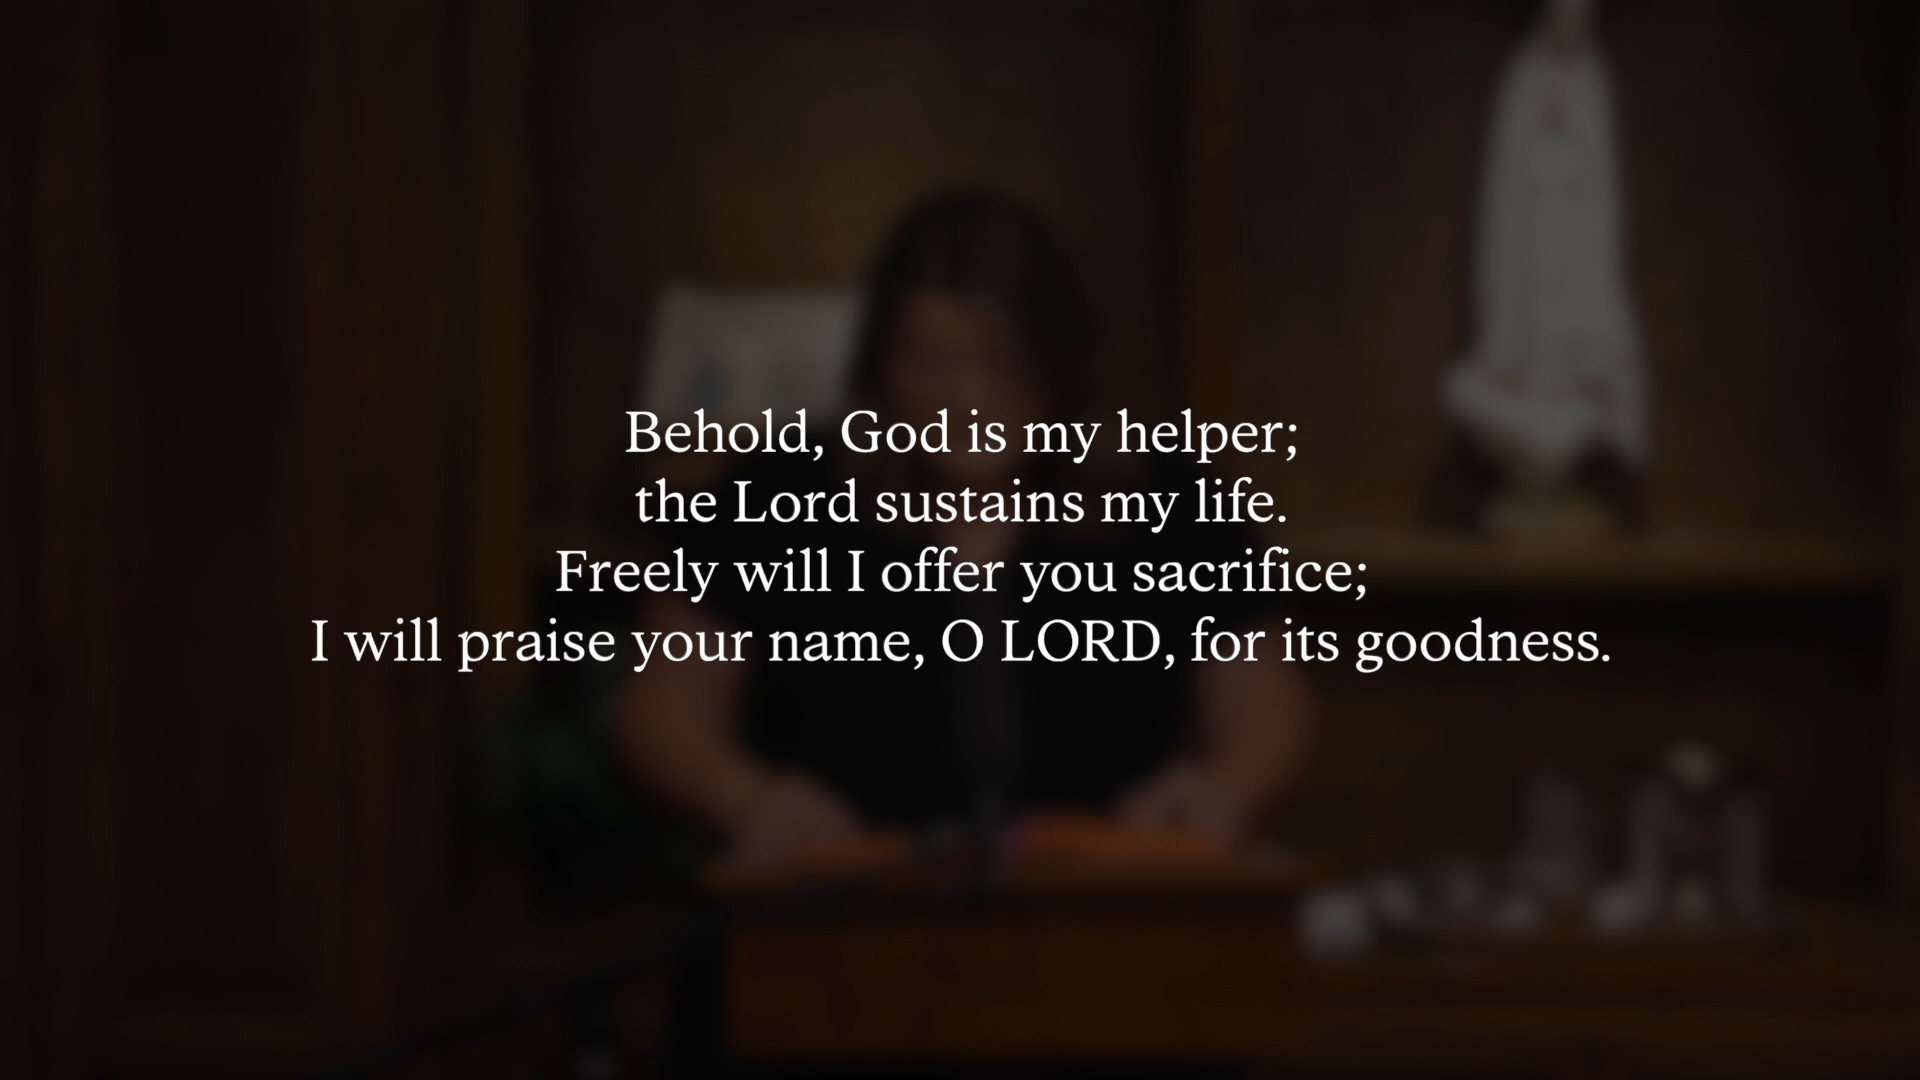 Behold, God is my helper;
the Lord sustains my life.
Freely will I offer you sacrifice;
I will praise your name, O LORD, for its goodness.